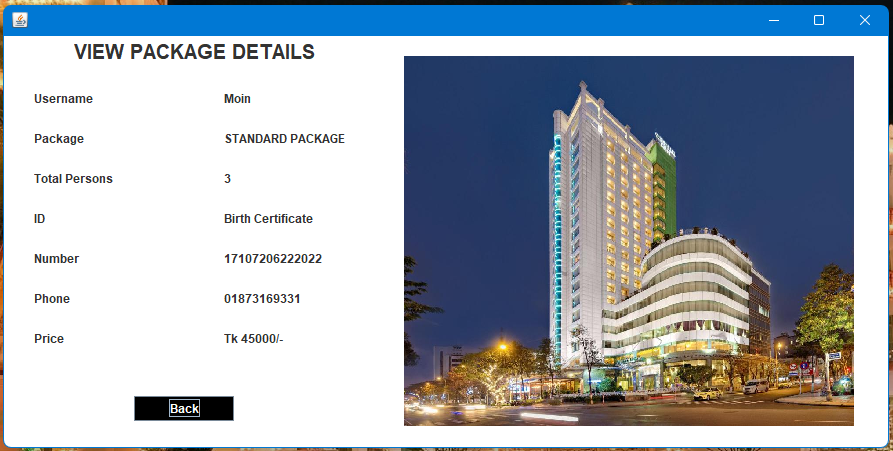 VIEW PACKAGE DETAILS
Username Moin
Package STANDARD PACKAGE
Total Persons 3
ID Birth Certificate
Number 17107206222022
Phone 01873169331
Price Tk 45000/-
Back